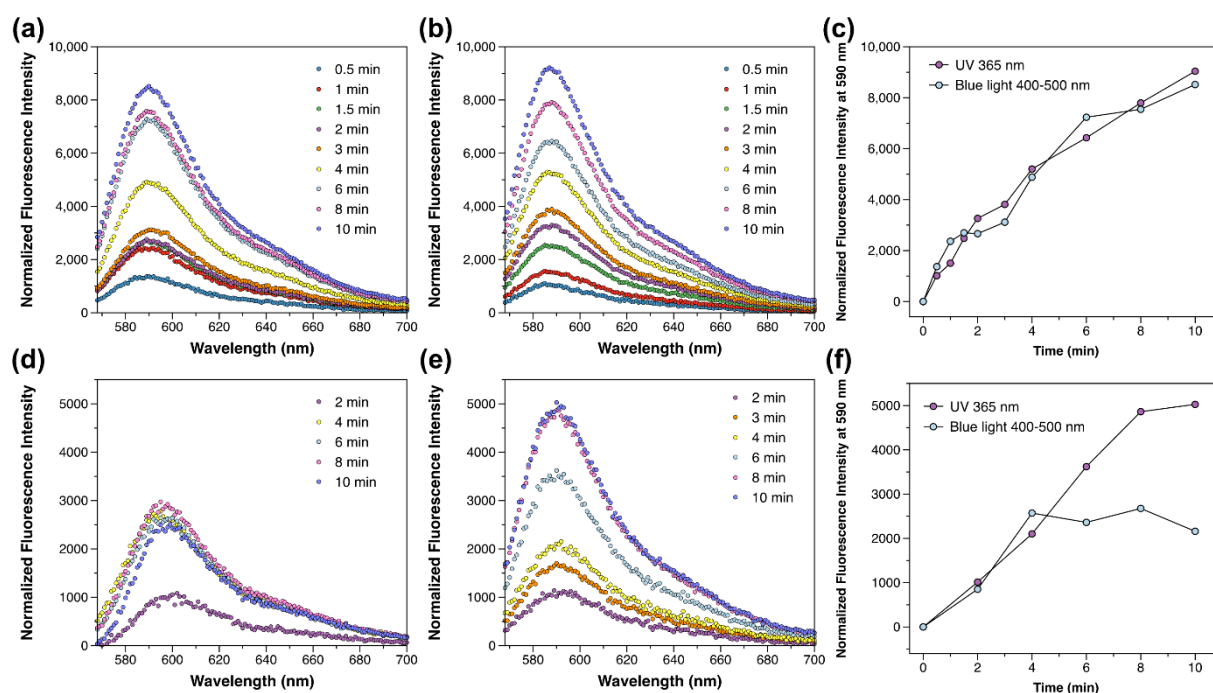 (a)
Normalized Fluorescence Intensity
10,000
8,000
6,000
4,000
2,000
0
580 600 620 640 660 680 700
Wavelength (nm)
0.5 min
1 min
1.5 min
2 min
3 min
4 min
6 min
8 min
10 min
(b)
Normalized Fluorescence Intensity
10,000
8,000
6,000
4,000
2,000
0
580 600 620 640 660 680 700
Wavelength (nm)
0.5 min
1 min
1.5 min
2 min
3 min
4 min
6 min
8 min
10 min
(c)
Normalized Fluorescence Intensity at 590 nm
10,000
8,000
6,000
4,000
2,000
0
0 2 4 6 8 10
Time (min)
UV 365 nm
Blue light 400-500 nm
(d)
Normalized Fluorescence Intensity
5000
4000
3000
2000
1000
0
580 600 620 640 660 680 700
Wavelength (nm)
2 min
4 min
6 min
8 min
10 min
(e)
Normalized Fluorescence Intensity
5000
4000
3000
2000
1000
0
580 600 620 640 660 680 700
Wavelength (nm)
2 min
3 min
4 min
6 min
8 min
10 min
(f)
Normalized Fluorescence Intensity at 590 nm
5000
4000
3000
2000
1000
0
0 2 4 6 8 10
Time (min)
UV 365 nm
Blue light 400-500 nm